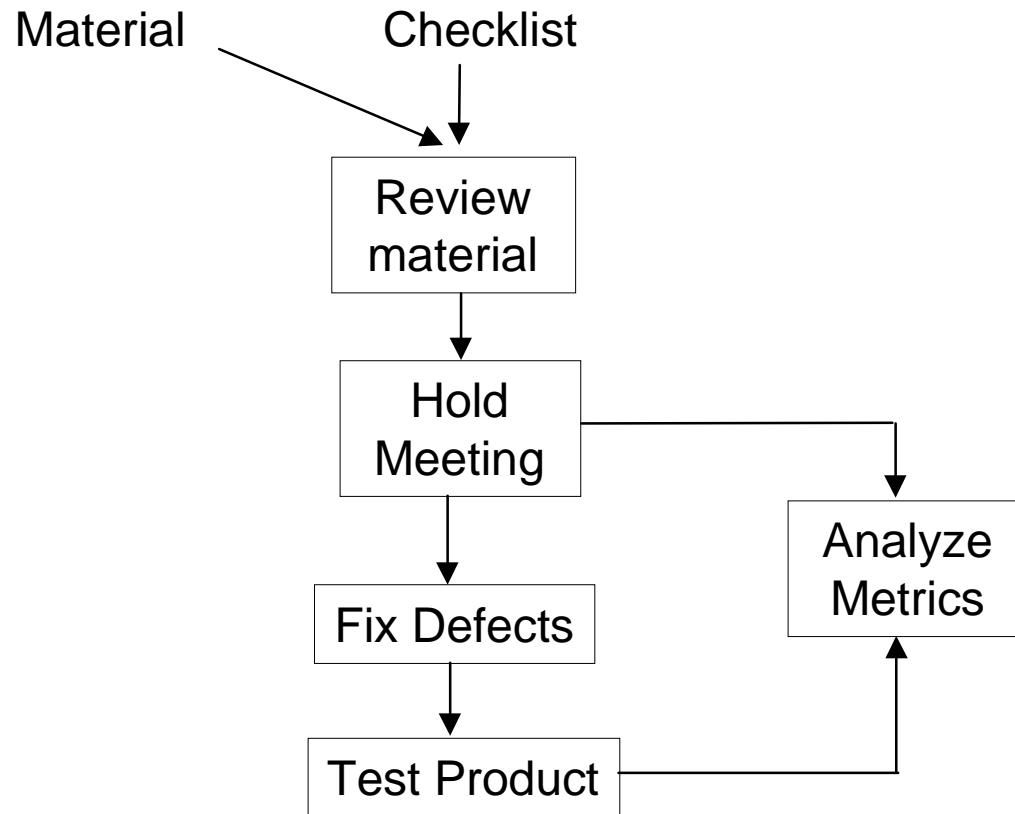 Material
Checklist
Review
material
Hold
Meeting
Analyze
Metrics
Fix Defects
Test Product